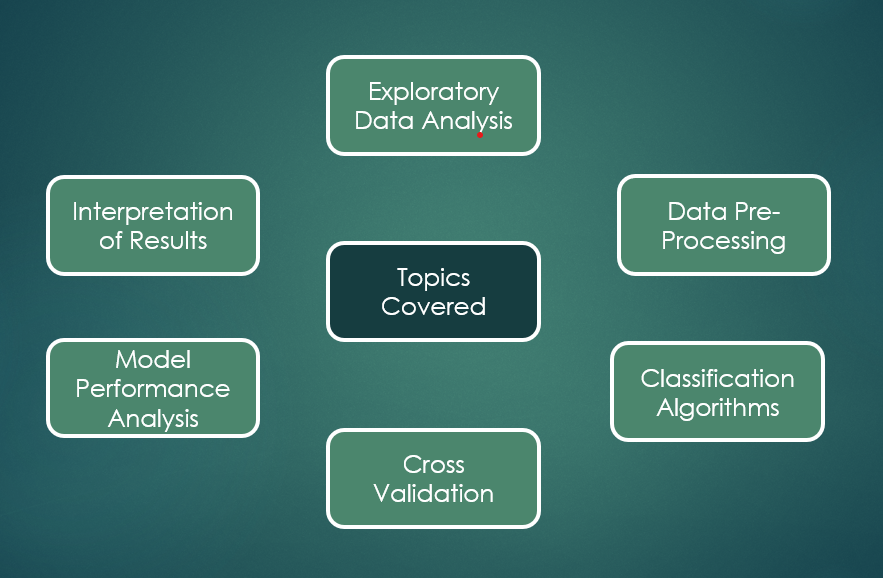 Exploratory
Data Analysis
Interpretation
of Results
Data Pre-
Processing
Topics
Covered
Model
Performance
Analysis
Classification
Algorithms
Cross
Validation